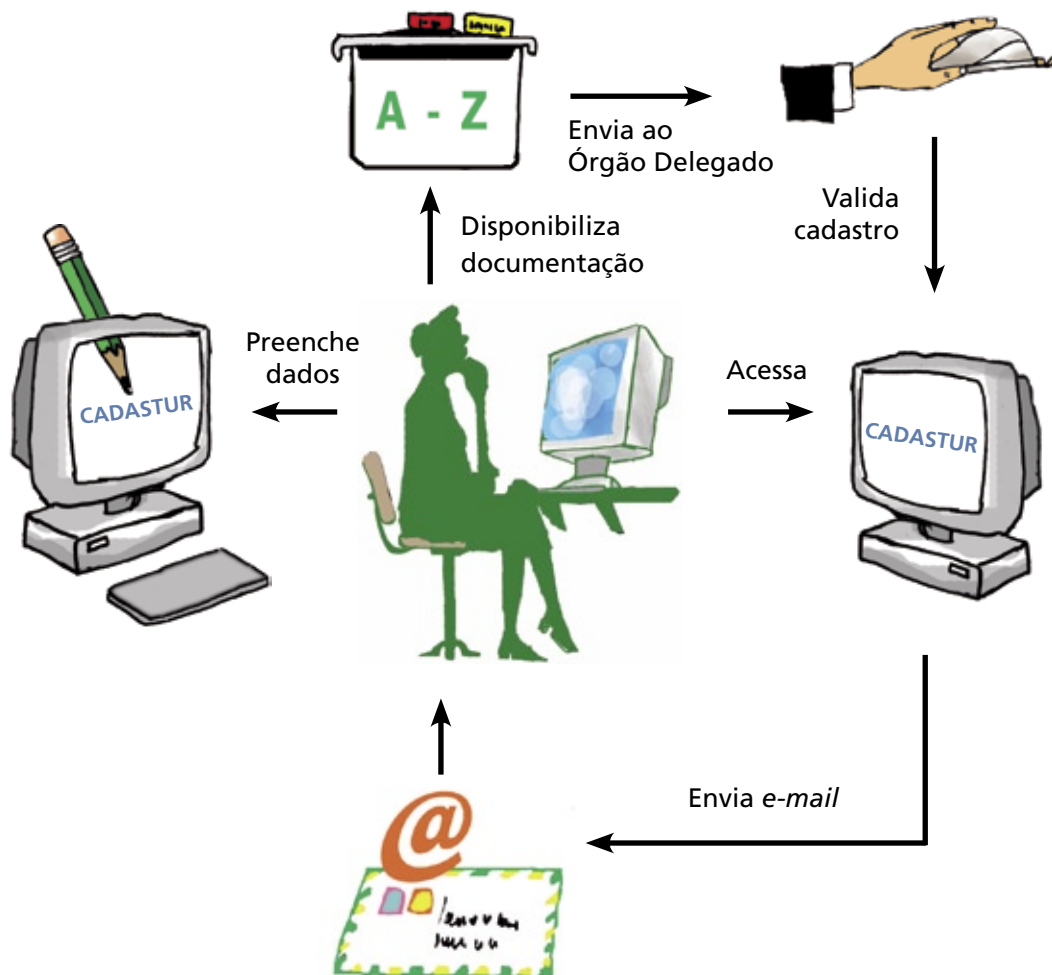 A - Z
Envia ao
Órgão Delegado
Valida
cadastro
Disponibiliza
documentação
Preenche
dados
CADASTUR
Acessa
CADASTUR
Envia e-mail
@